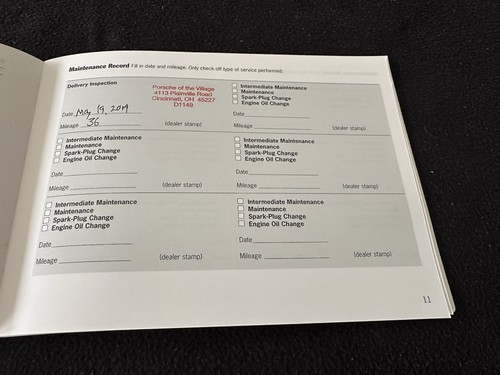 Maintenance Record Fill in date and mileage. Only check off type of service performed.
Delivery Inspection
Porsche of the Village
4113 Plainville Road
Cincinnati, OH 45227
D1149
Date May 19, 2019
Mileage 36 (dealer stamp)
Intermediate Maintenance
Maintenance
Spark-Plug Change
Engine Oil Change
Date
Mileage (dealer stamp)
Intermediate Maintenance
Maintenance
Spark-Plug Change
Engine Oil Change
Date
Mileage (dealer stamp)
Intermediate Maintenance
Maintenance
Spark-Plug Change
Engine Oil Change
Date
Mileage (dealer stamp)
Intermediate Maintenance
Maintenance
Spark-Plug Change
Engine Oil Change
Date
Mileage (dealer stamp)
Intermediate Maintenance
Maintenance
Spark-Plug Change
Engine Oil Change
Date
Mileage (dealer stamp)
11